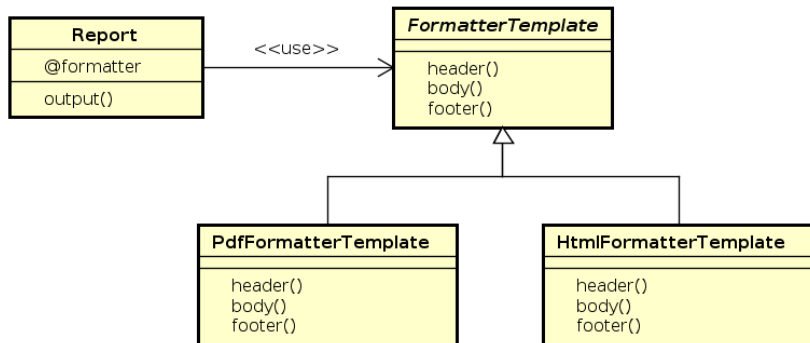 Report
@formatter
output()
<<use>>
FormatterTemplate
header()
body()
footer()
PdfFormatterTemplate
header()
body()
footer()
HtmlFormatterTemplate
header()
body()
footer()